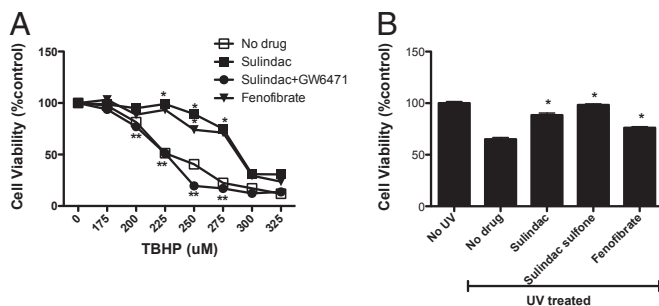 A
No drug
Sulindac
Sulindac+GW6471
Fenofibrate
Cell Viability (%control)
150
100
50
0
*
*
*
*
**
**
**
**
0
175
200
225
250
275
300
325
TBHP (uM)
B
Cell Viability (%control)
150
100
50
0
*
*
*
No UV
No drug
Sulindac
Sulindac sulfone
Fenofibrate
UV treated